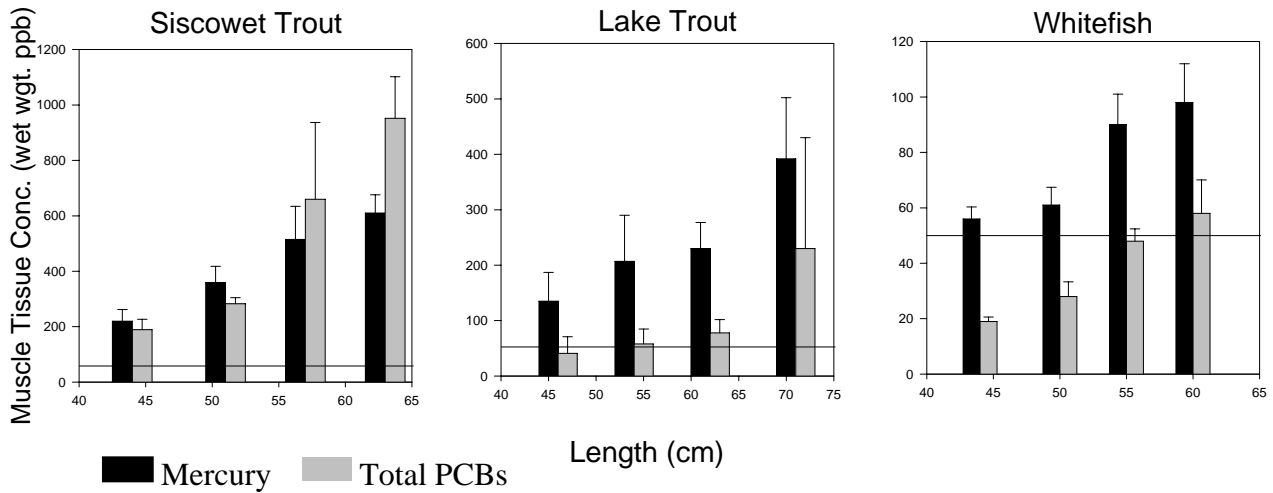 Siscowet Trout
Lake Trout
Whitefish
Muscle Tissue Conc. (wet wgt. ppb)
1200
1000
800
600
400
200
0
40 45 50 55 60 65
600
500
400
300
200
100
0
40 45 50 55 60 65 70 75
120
100
80
60
40
20
0
40 45 50 55 60 65
Length (cm)
Mercury Total PCBs